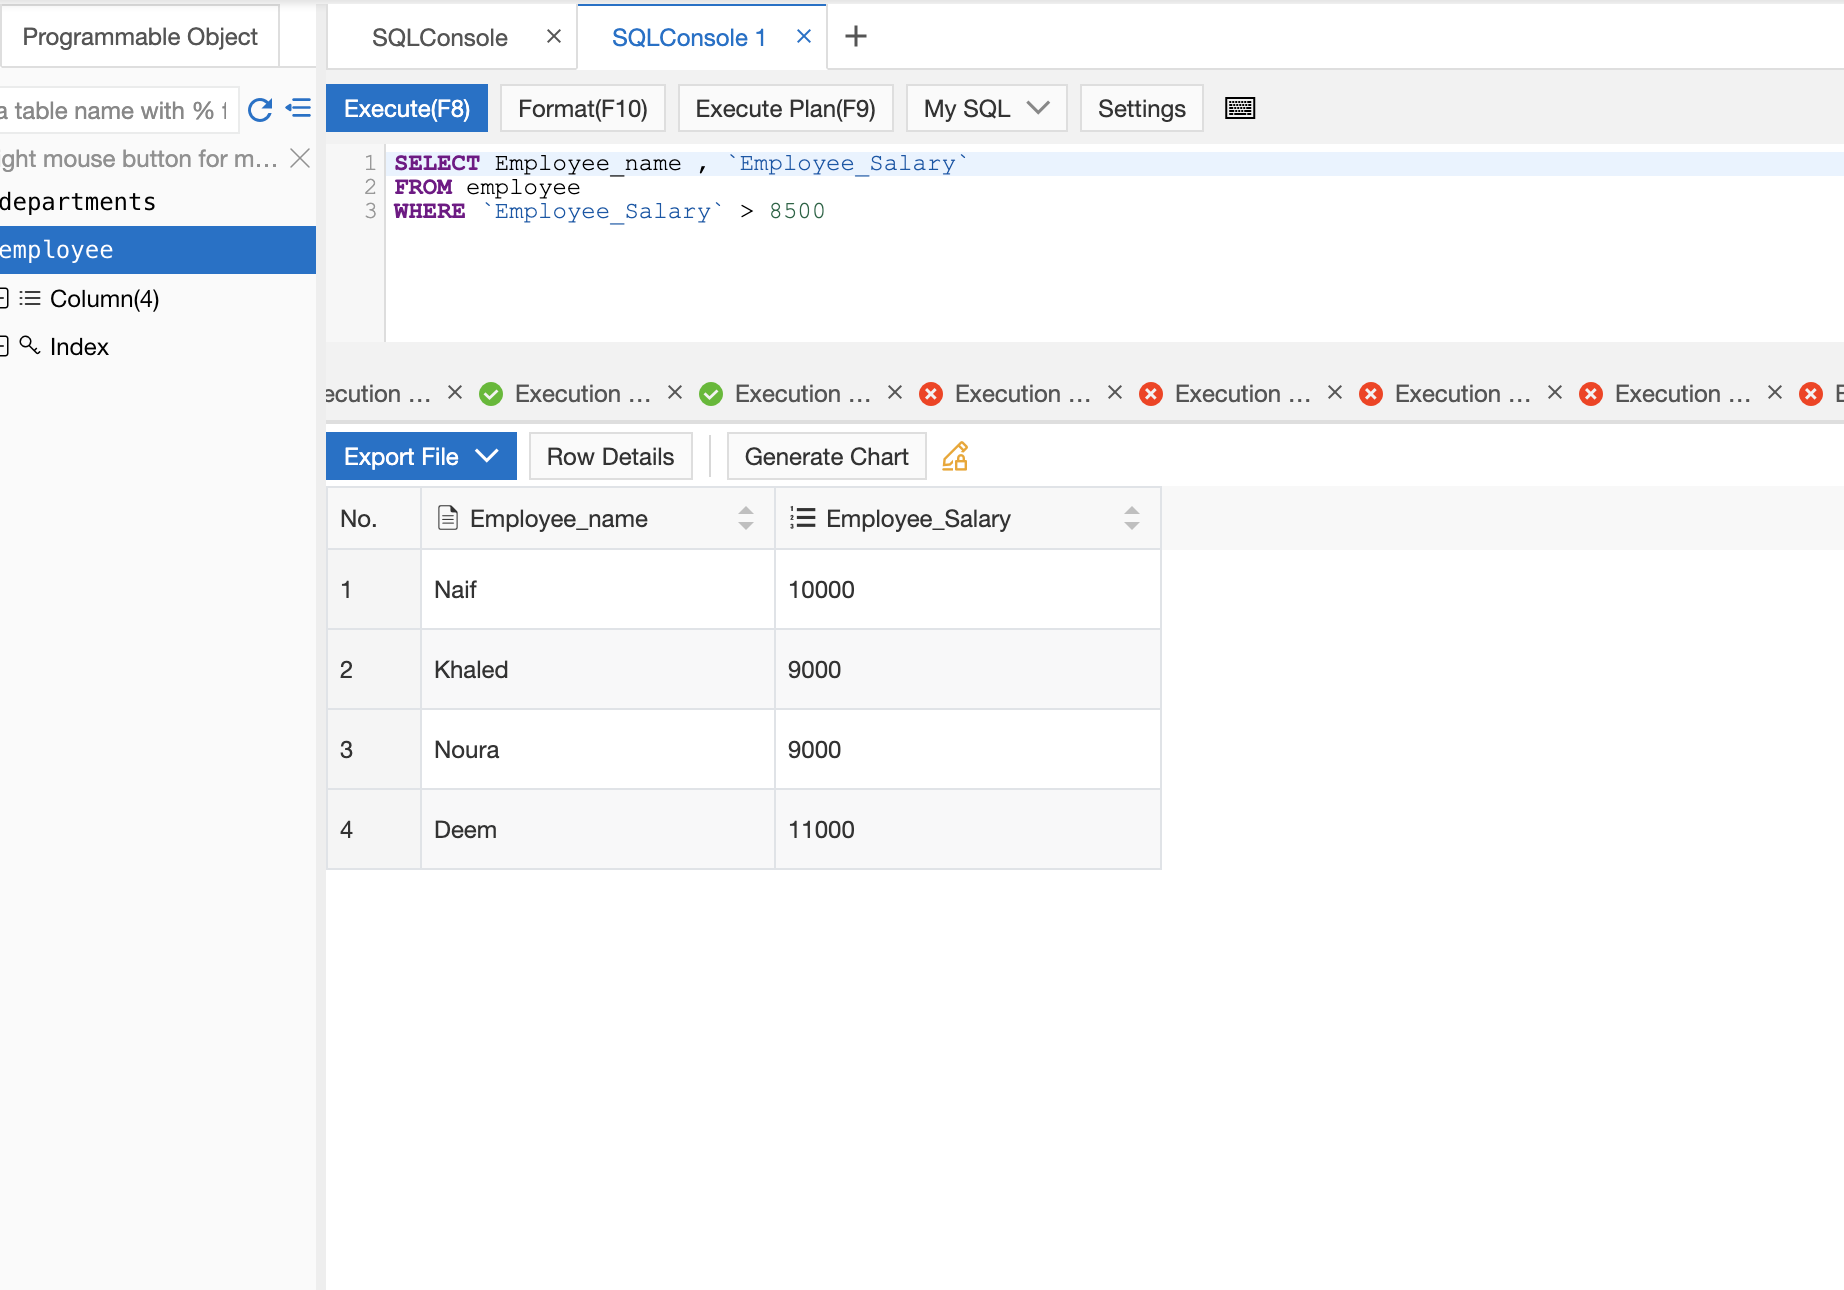 Programmable Object
SQLConsole
SQLConsole 1
a table name with %
Execute(F8)
Format(F10)
Execute Plan(F9)
My SQL
Settings
ght mouse button for m...
departments
employee
Column(4)
Index
1 SELECT Employee_name , `Employee_Salary`
2 FROM employee
3 WHERE `Employee_Salary` > 8500
ecution ...
Execution ...
Execution ...
Execution ...
Execution ...
Execution ...
Execution ...
E
Export File
Row Details
Generate Chart
No. Employee_name Employee_Salary
1 Naif 10000
2 Khaled 9000
3 Noura 9000
4 Deem 11000